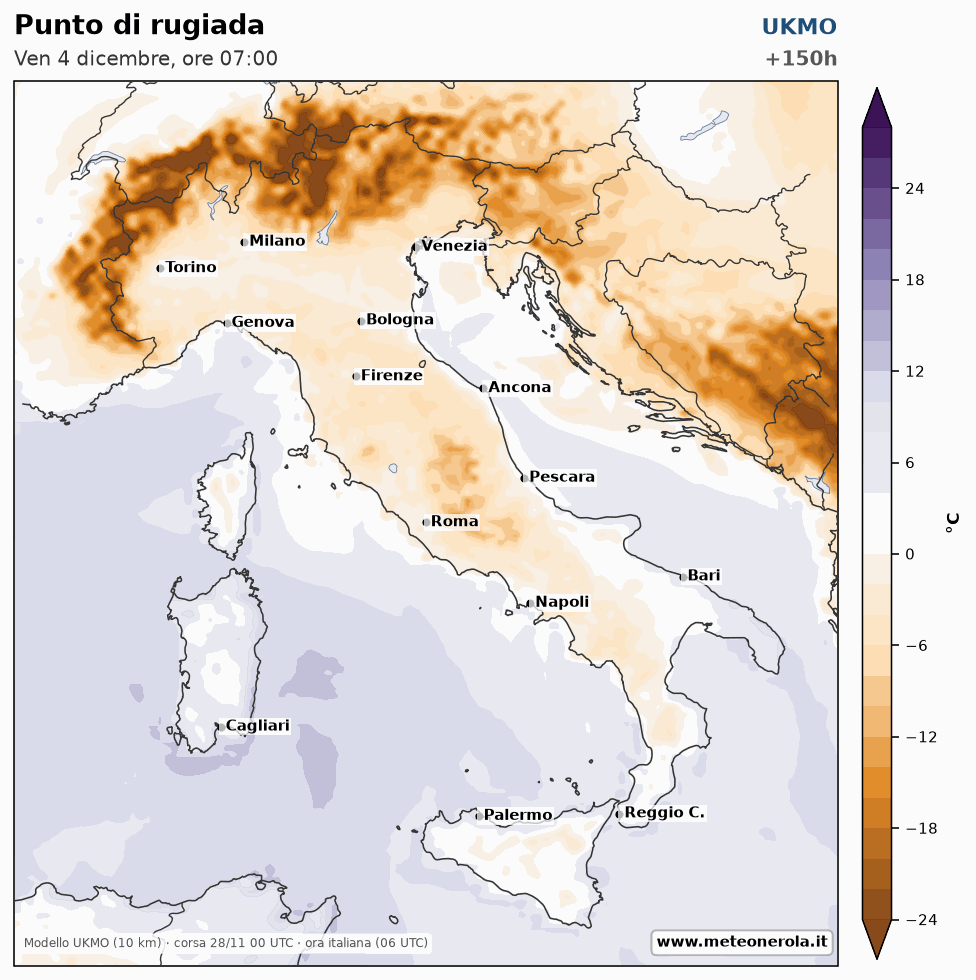 Punto di rugiada
UKMO
Ven 4 dicembre, ore 07:00
+150h
24
18
12
6
0
−6
−12
−18
−24
°C
Milano
Venezia
Torino
Genova
Bologna
Firenze
Ancona
Pescara
Roma
Bari
Napoli
Cagliari
Palermo
Reggio C.
Modello UKMO (10 km) · corsa 28/11 00 UTC · ora italiana (06 UTC)
www.meteonerola.it